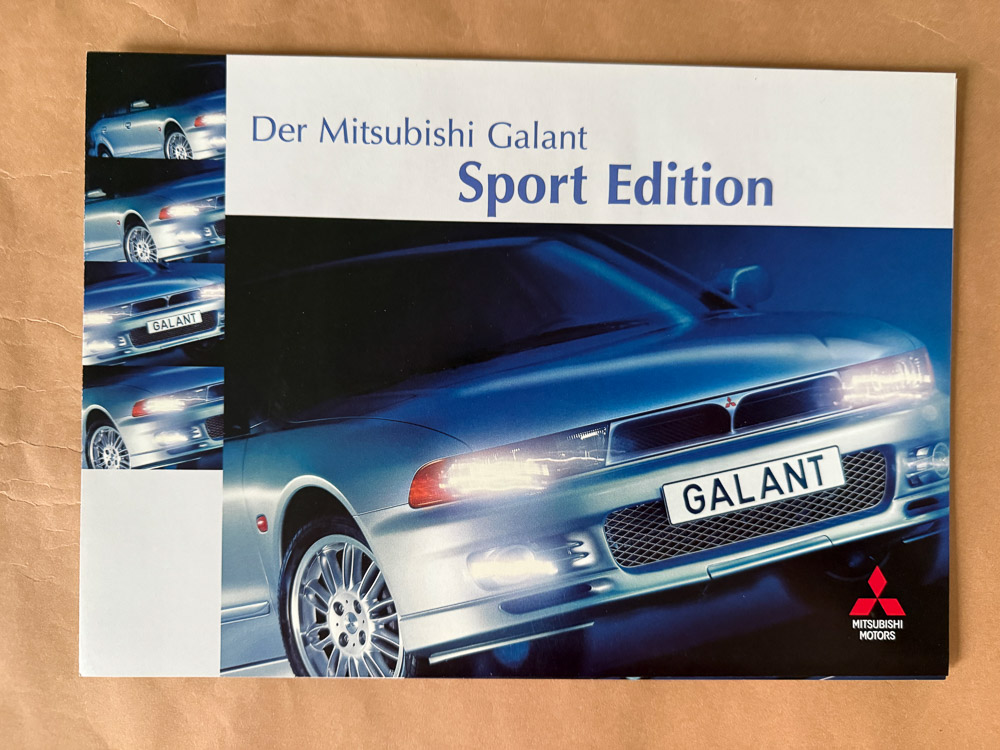 Der Mitsubishi Galant
Sport Edition
GALANT
GALANT
MITSUBISHI
MOTORS